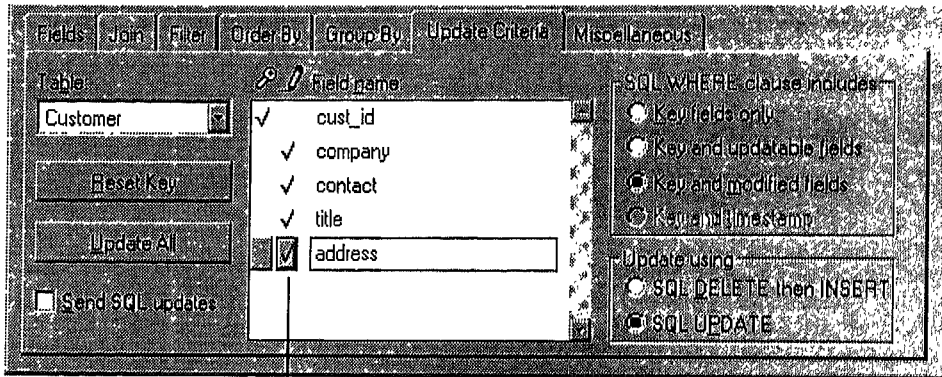 Fields Join Filter Order By Group By Update Criteria Miscellaneous
Table:
Customer
Reset Key
Update All
Send SQL updates
Field name
cust_id
company
contact
title
address
SQL WHERE clause includes
Key fields only
Key and updatable fields
Key and modified fields
Key and timestamp
Update using
SQL DELETE then INSERT
SQL UPDATE